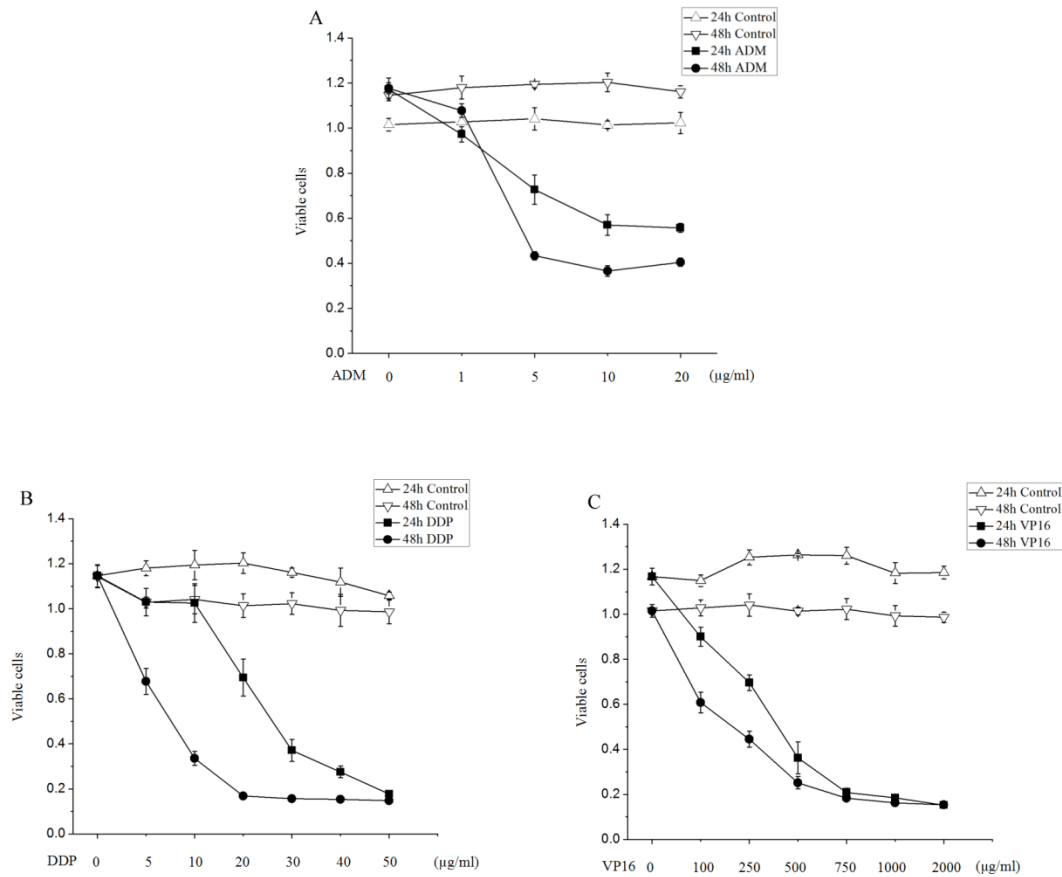 A
24h Control
48h Control
24h ADM
48h ADM
1.4
1.2
1.0
0.8
0.6
0.4
0.2
0.0
Viable cells
ADM 0 1 5 10 20 (μg/ml)
B
24h Control
48h Control
24h DDP
48h DDP
1.4
1.2
1.0
0.8
0.6
0.4
0.2
0.0
Viable cells
DDP 0 5 10 20 30 40 50 (μg/ml)
C
24h Control
48h Control
24h VP16
48h VP16
1.4
1.2
1.0
0.8
0.6
0.4
0.2
0.0
Viable cells
VP16 0 100 250 500 750 1000 2000 (μg/ml)